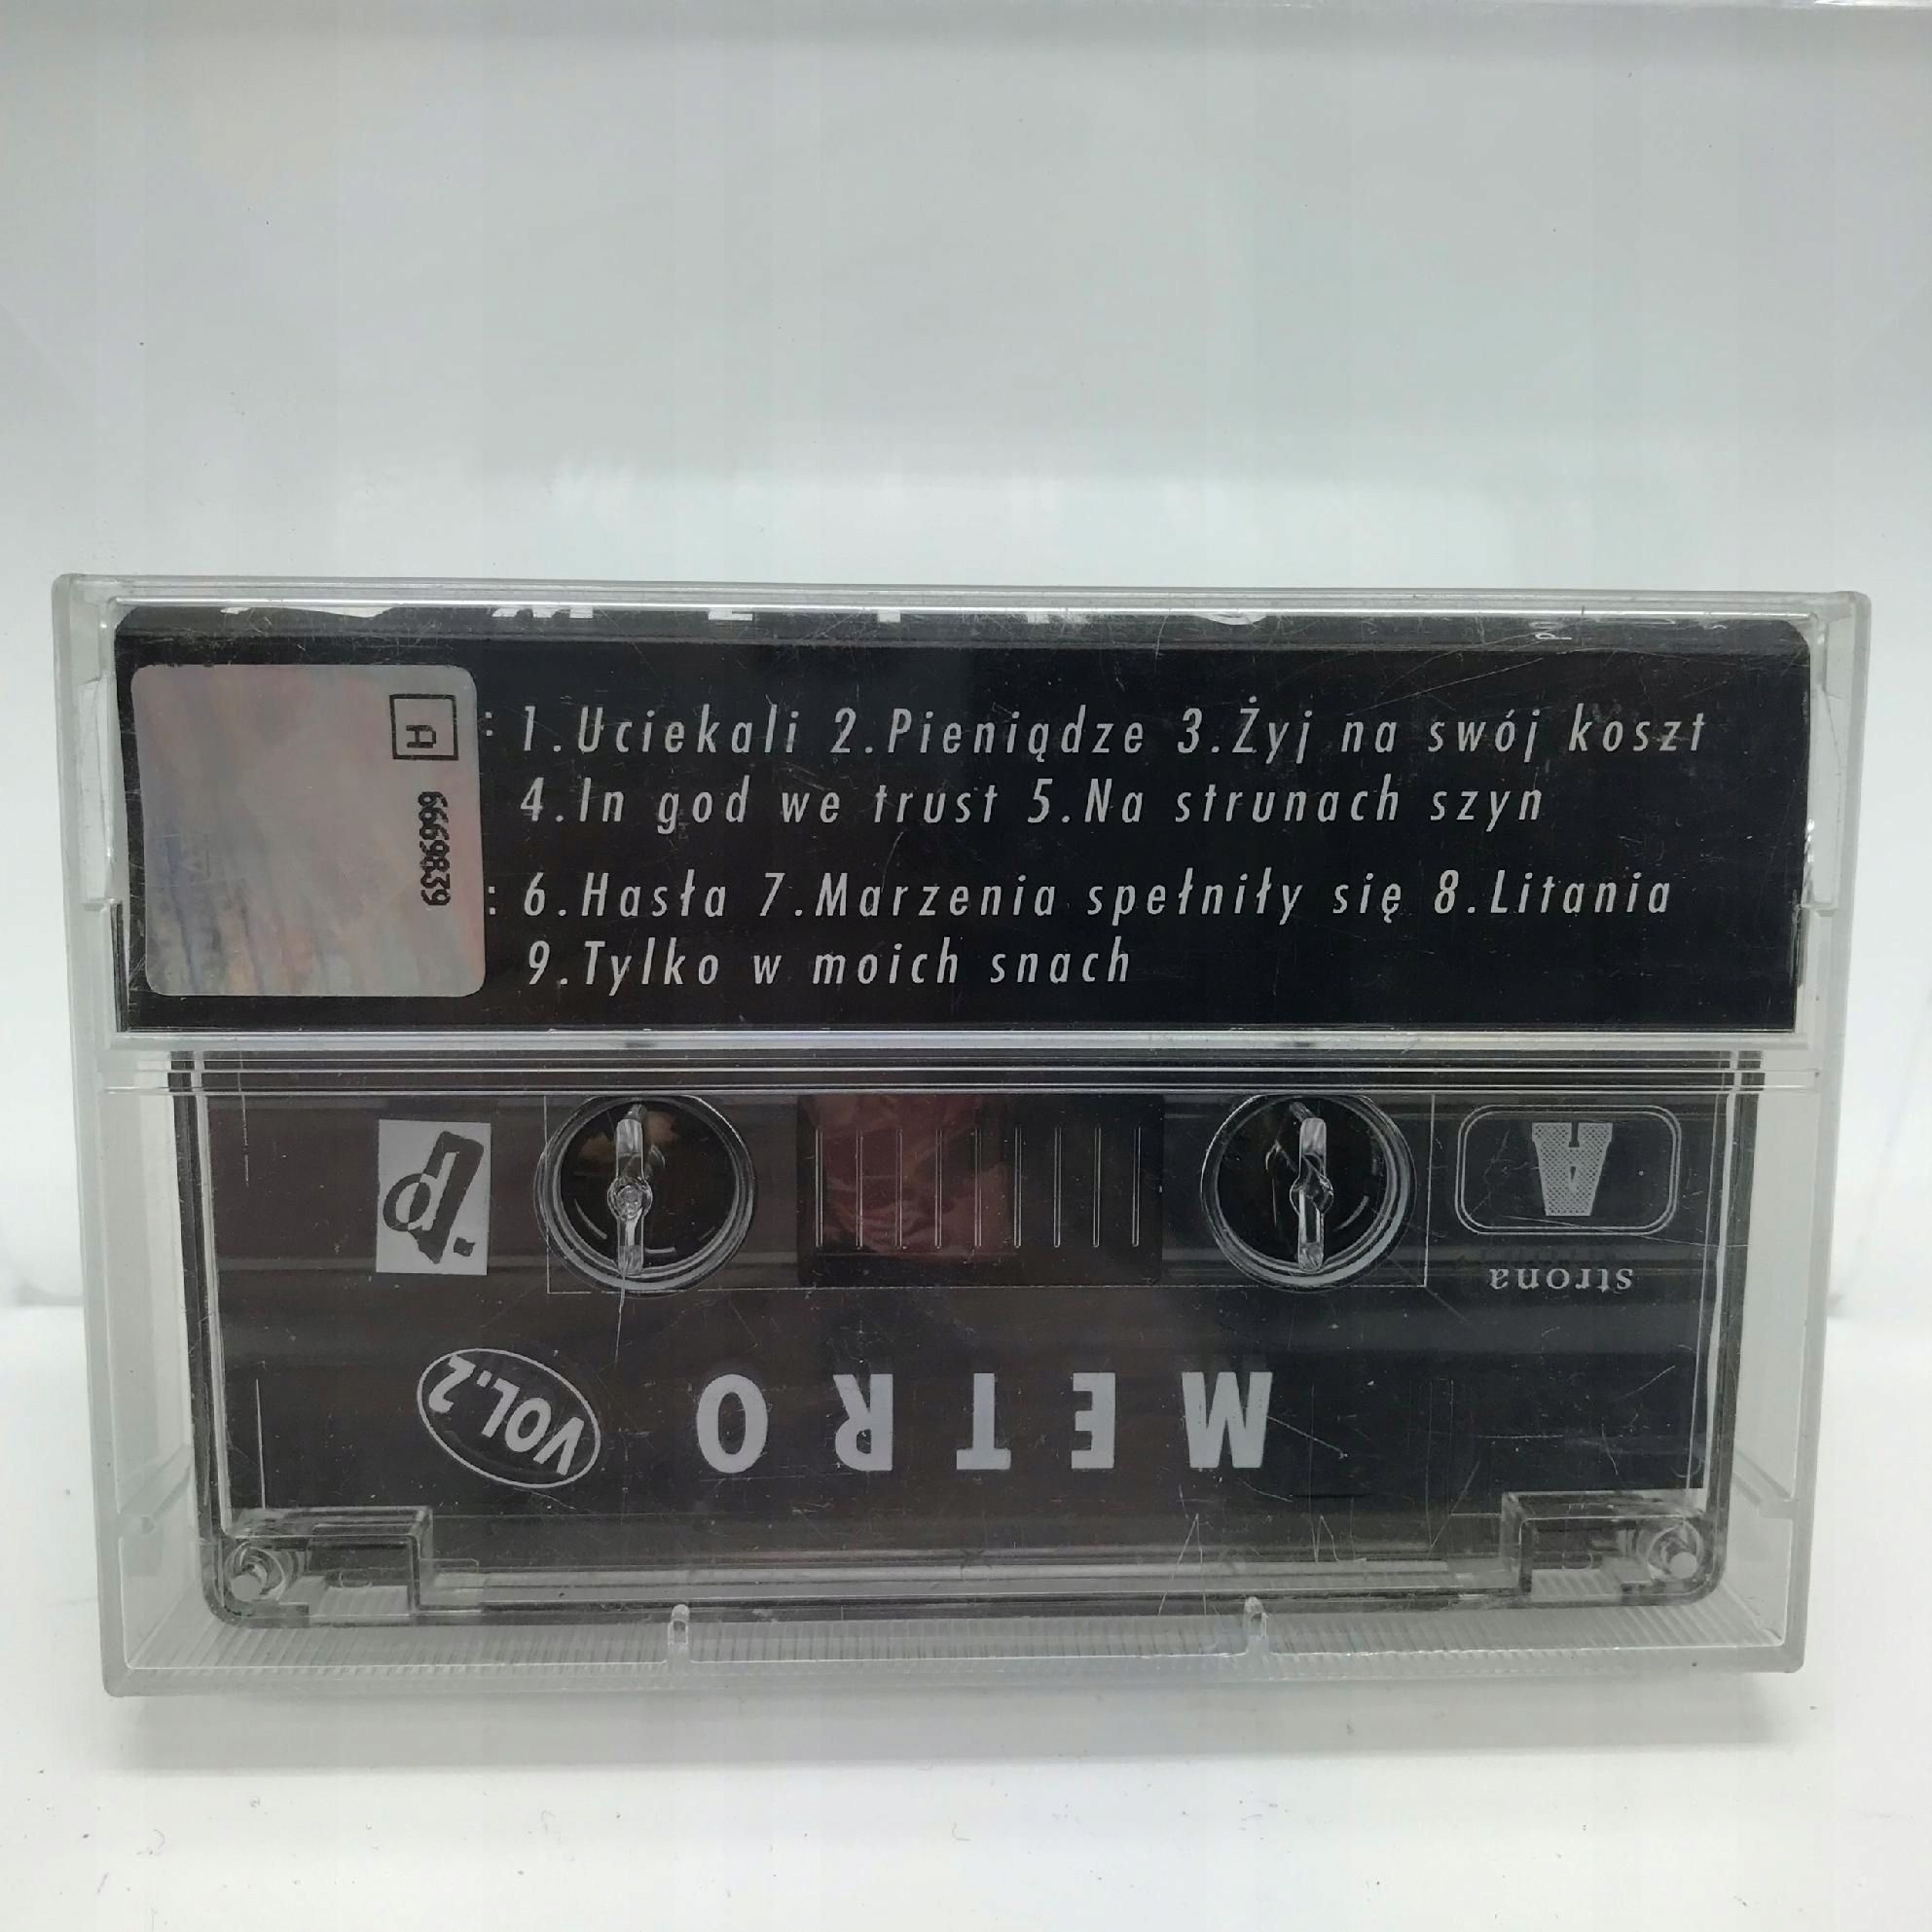 A
66698839
: 1.Uciekali 2.Pieniądze 3.Żyj na swój koszt
4.In god we trust 5.Na strunach szyn
: 6.Hasła 7.Marzenia spełniły się 8.Litania
9.Tylko w moich snach
A
strona
METRO
VOL.2